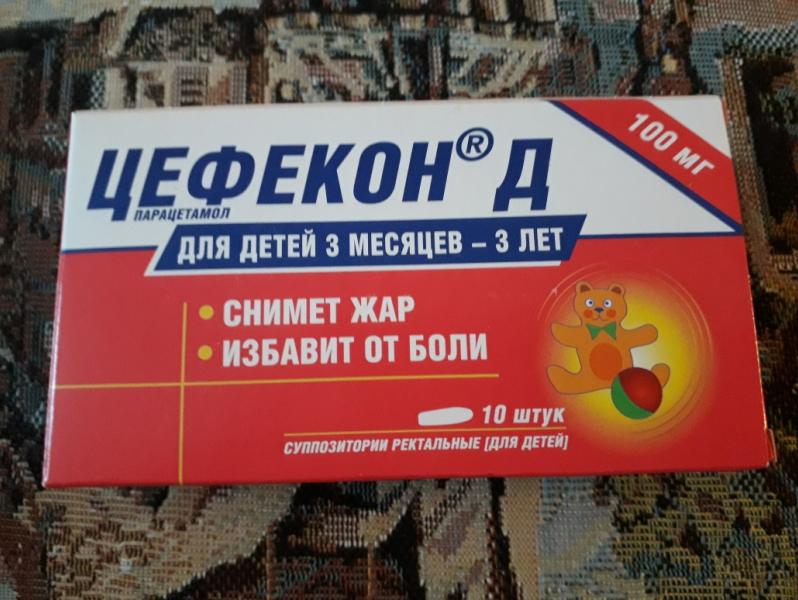 ЦЕФЕКОН® Д
100 МГ
ПАРАЦЕТАМОЛ
ДЛЯ ДЕТЕЙ 3 МЕСЯЦЕВ – 3 ЛЕТ
• СНИМЕТ ЖАР
• ИЗБАВИТ ОТ БОЛИ
10 штук
СУППОЗИТОРИИ РЕКТАЛЬНЫЕ [ДЛЯ ДЕТЕЙ]